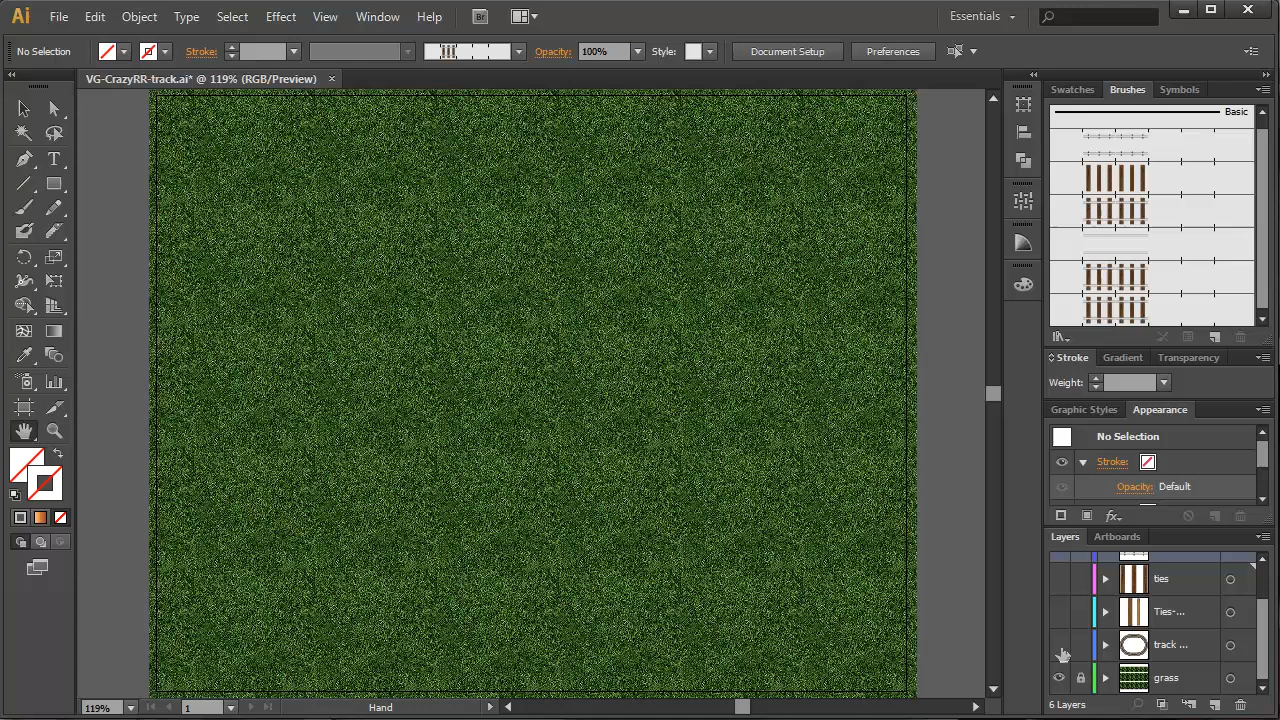 Ai File Edit Object Type Select Effect View Window Help Br Essentials
No Selection Stroke: Opacity: 100% Style: Document Setup Preferences
VG-CrazyRR-track.ai* @ 119% (RGB/Preview) ×
Swatches Brushes Symbols
Basic
Stroke Gradient Transparency
Weight:
Graphic Styles Appearance
No Selection
Stroke:
Opacity: Default
fx
Layers Artboards
ties
Ties-...
track ...
grass
6 Layers
119% 1 Hand